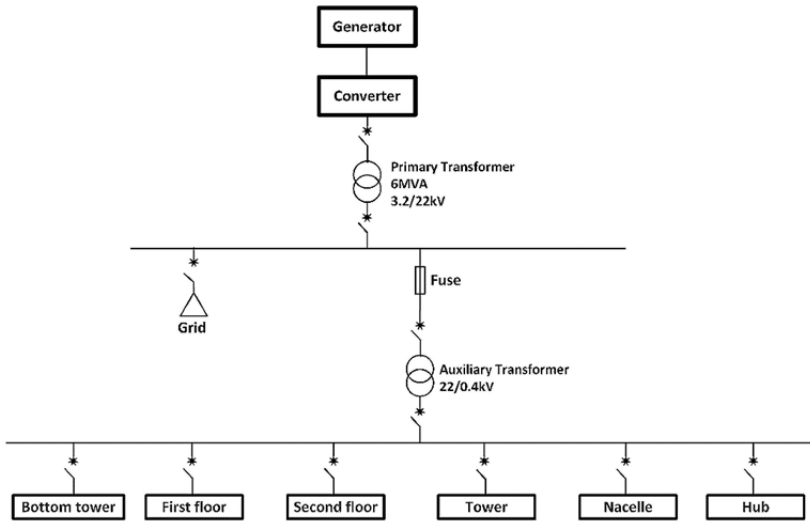 Generator
Converter
Primary Transformer
6MVA
3.2/22kV
Fuse
Grid
Auxiliary Transformer
22/0.4kV
Bottom tower
First floor
Second floor
Tower
Nacelle
Hub